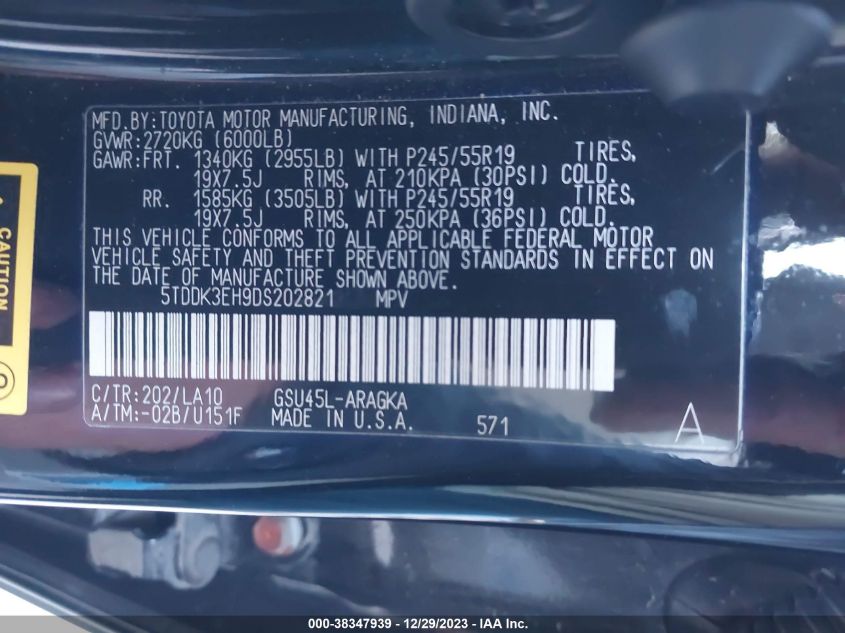 MFD.BY:TOYOTA MOTOR MANUFACTURING, INDIANA, INC.
GVWR:2720KG (6000LB)
GAWR:FRT. 1340KG (2955LB) WITH P245/55R19 TIRES,
19X7.5J RIMS, AT 210KPA (30PSI) COLD.
RR. 1585KG (3505LB) WITH P245/55R19 TIRES,
19X7.5J RIMS, AT 250KPA (36PSI) COLD.
THIS VEHICLE CONFORMS TO ALL APPLICABLE FEDERAL MOTOR
VEHICLE SAFETY AND THEFT PREVENTION STANDARDS IN EFFECT ON
THE DATE OF MANUFACTURE SHOWN ABOVE.
5TDDK3EH9DS202821 MPV
C/TR:202/LA10 GSU45L-ARAGKA
A/TM:-02B/U151F MADE IN U.S.A. 571 A
CAUTION
000-38347939 - 12/29/2023 - IAA Inc.